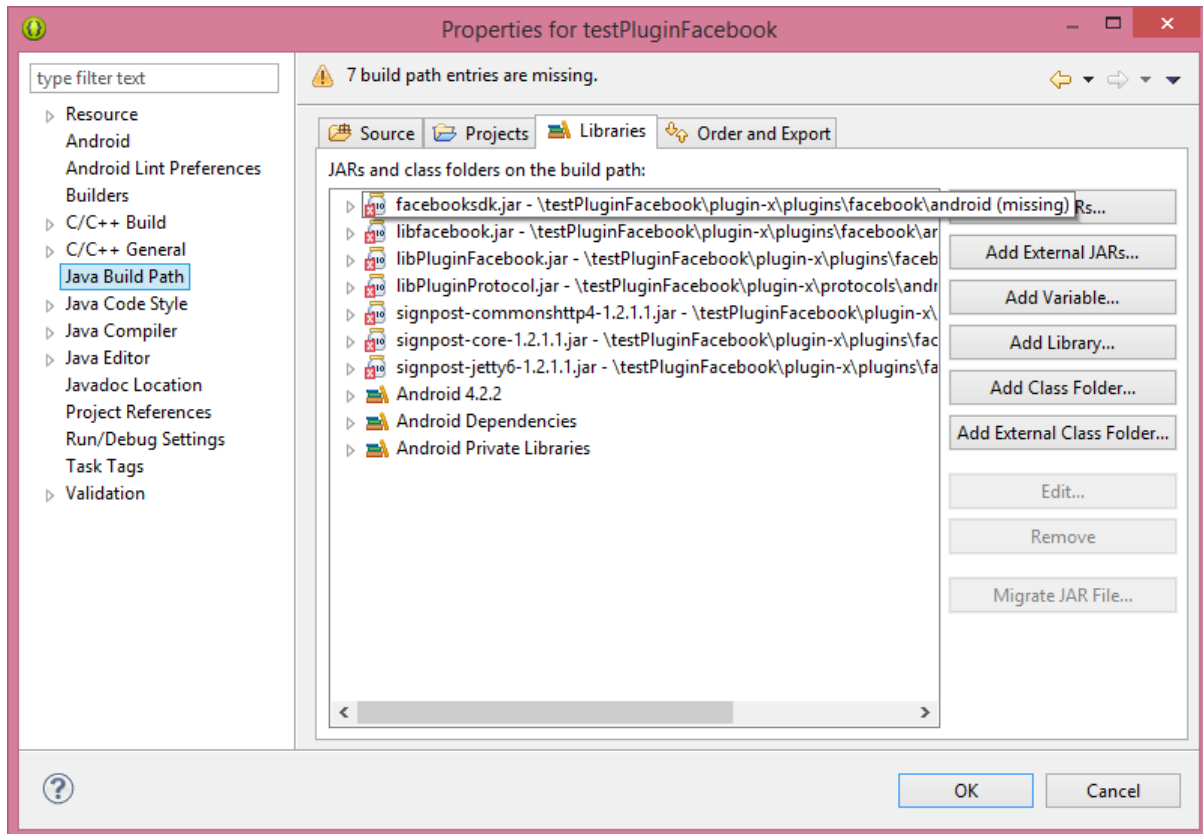 Properties for testPluginFacebook
type filter text
Resource
Android
Android Lint Preferences
Builders
C/C++ Build
C/C++ General
Java Build Path
Java Code Style
Java Compiler
Java Editor
Javadoc Location
Project References
Run/Debug Settings
Task Tags
Validation
7 build path entries are missing.
Source
Projects
Libraries
Order and Export
JARs and class folders on the build path:
facebooksdk.jar - \testPluginFacebook\plugin-x\plugins\facebook\android (missing)
libfacebook.jar - \testPluginFacebook\plugin-x\plugins\facebook\ar
libPluginFacebook.jar - \testPluginFacebook\plugin-x\plugins\faceb
libPluginProtocol.jar - \testPluginFacebook\plugin-x\protocols\andr
signpost-commonshttp4-1.2.1.1.jar - \testPluginFacebook\plugin-x\
signpost-core-1.2.1.1.jar - \testPluginFacebook\plugin-x\plugins\fac
signpost-jetty6-1.2.1.1.jar - \testPluginFacebook\plugin-x\plugins\fa
Android 4.2.2
Android Dependencies
Android Private Libraries
Rs...
Add External JARs...
Add Variable...
Add Library...
Add Class Folder...
Add External Class Folder...
Edit...
Remove
Migrate JAR File...
OK
Cancel